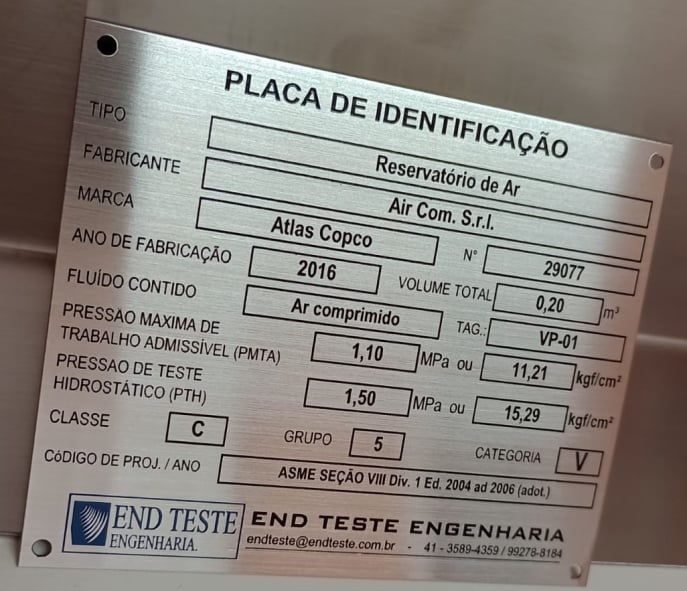 PLACA DE IDENTIFICAÇÃO
TIPO Reservatório de Ar
FABRICANTE Air Com. S.r.l.
MARCA Atlas Copco N° 29077
ANO DE FABRICAÇÃO 2016 VOLUME TOTAL 0,20 m³
FLUÍDO CONTIDO Ar comprimido TAG.: VP-01
PRESSÃO MAXIMA DE
TRABALHO ADMISSÍVEL (PMTA) 1,10 MPa ou 11,21 kgf/cm²
PRESSAO DE TESTE
HIDROSTÁTICO (PTH) 1,50 MPa ou 15,29 kgf/cm²
CLASSE C GRUPO 5 CATEGORIA V
CóDIGO DE PROJ. / ANO ASME SEÇÃO VIII Div. 1 Ed. 2004 ad 2006 (adot.)
END TESTE
ENGENHARIA.
END TESTE ENGENHARIA
endteste@endteste.com.br - 41 - 3589-4359 / 99278-8184